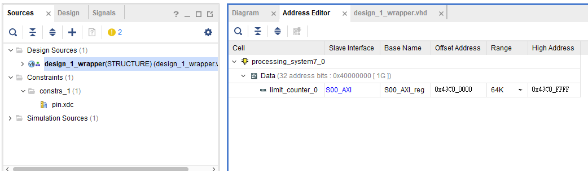 Sources
Design
Signals
? _ □ □ ×
2
Design Sources (1)
design_1_wrapper(STRUCTURE) (design_1_wrapper.v
Constraints (1)
constrs_1 (1)
pin.xdc
Simulation Sources (1)
Diagram
Address Editor
design_1_wrapper.vhd
Cell Slave Interface Base Name Offset Address Range High Address
processing_system7_0
Data (32 address bits : 0x40000000 [ 1G ])
limit_counter_0 S00_AXI S00_AXI_reg 0x43C0_0000 64K 0x43C0_FFFF